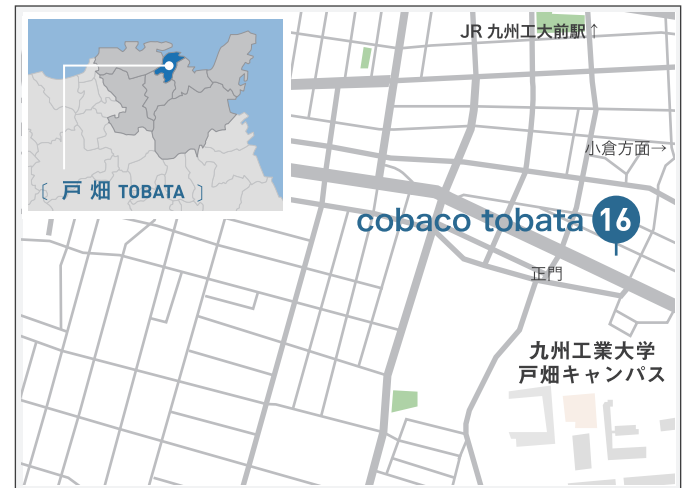 JR 九州工大前駅↑
小倉方面→
〔 戸 畑 TOBATA 〕
cobaco tobata 16
正門
九州工業大学
戸畑キャンパス